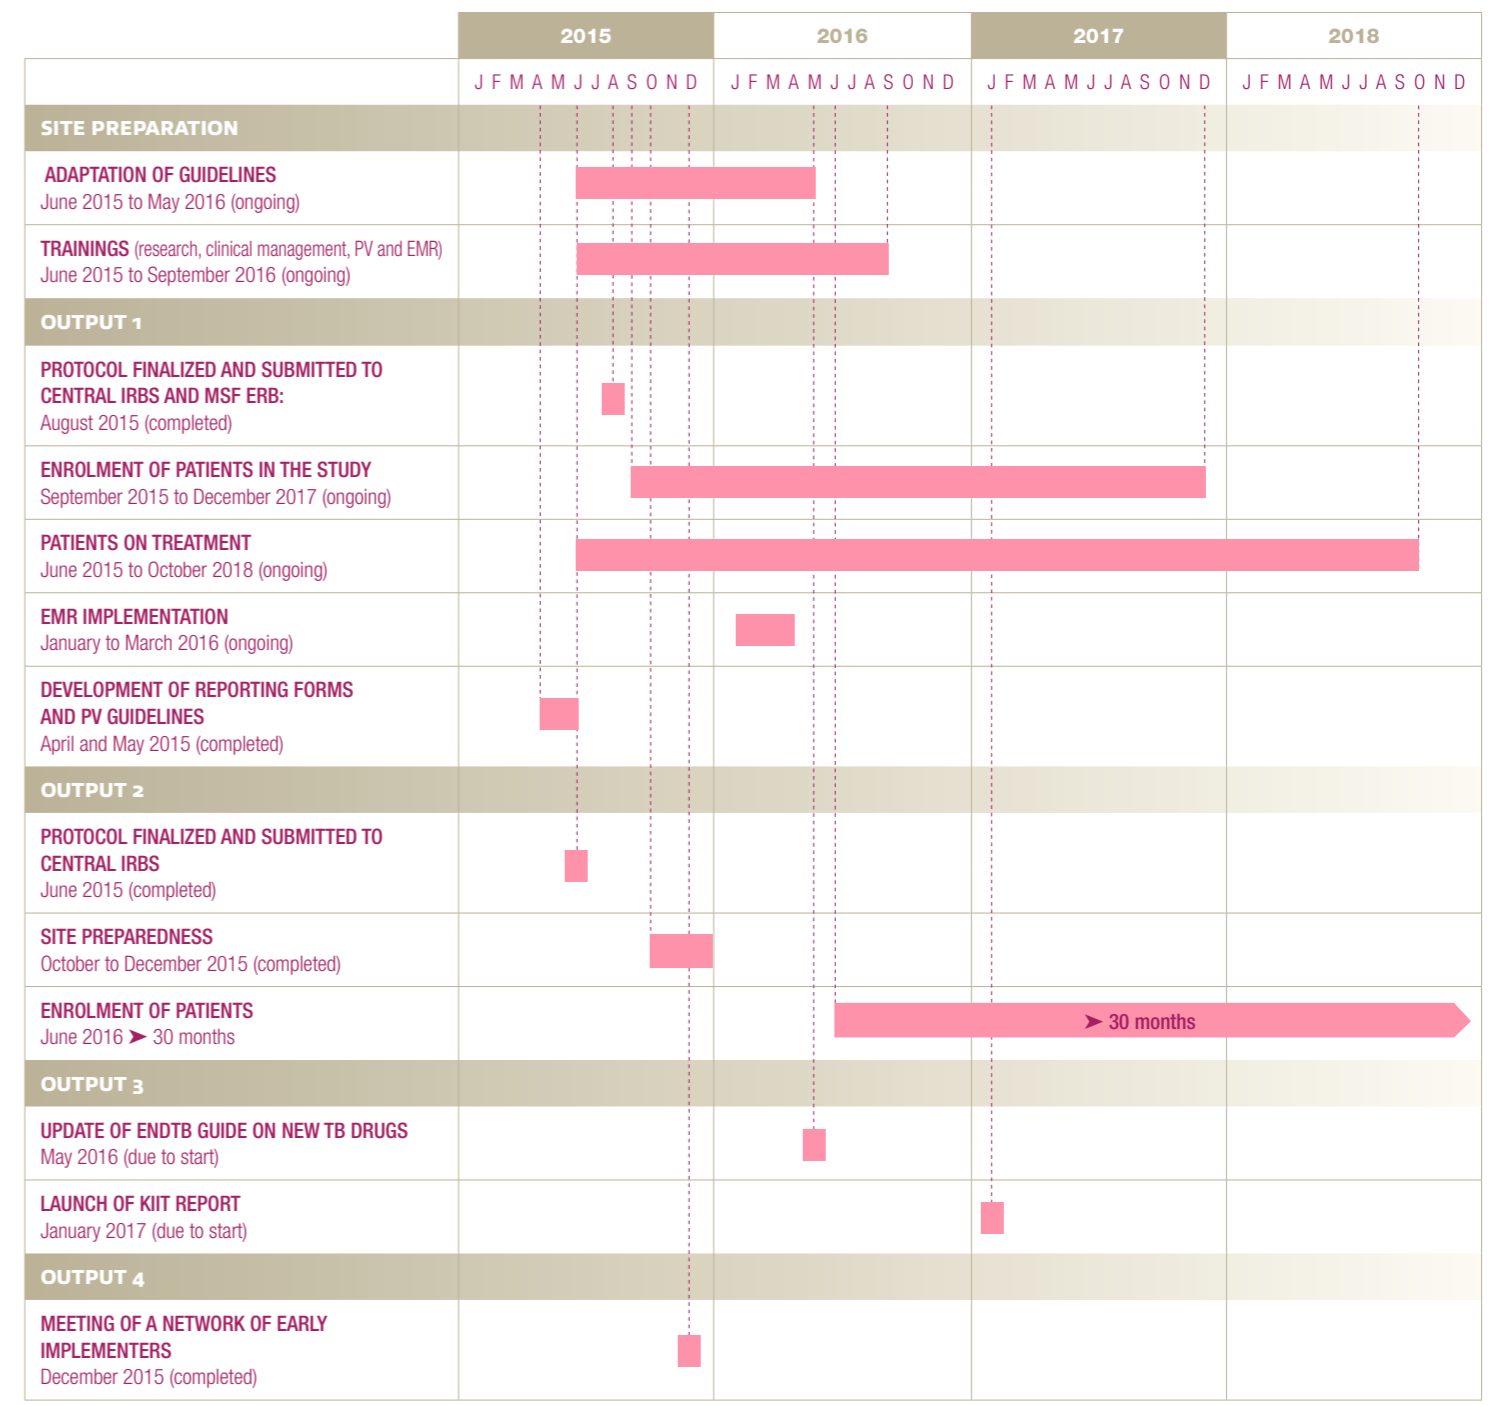 2015 2016 2017 2018
J F M A M J J A S O N D J F M A M J J A S O N D J F M A M J J A S O N D J F M A M J J A S O N D
SITE PREPARATION
ADAPTATION OF GUIDELINES
June 2015 to May 2016 (ongoing)
TRAININGS (research, clinical management, PV and EMR)
June 2015 to September 2016 (ongoing)
OUTPUT 1
PROTOCOL FINALIZED AND SUBMITTED TO
CENTRAL IRBS AND MSF ERB:
August 2015 (completed)
ENROLMENT OF PATIENTS IN THE STUDY
September 2015 to December 2017 (ongoing)
PATIENTS ON TREATMENT
June 2015 to October 2018 (ongoing)
EMR IMPLEMENTATION
January to March 2016 (ongoing)
DEVELOPMENT OF REPORTING FORMS
AND PV GUIDELINES
April and May 2015 (completed)
OUTPUT 2
PROTOCOL FINALIZED AND SUBMITTED TO
CENTRAL IRBS
June 2015 (completed)
SITE PREPAREDNESS
October to December 2015 (completed)
ENROLMENT OF PATIENTS
June 2016 ➤ 30 months
➤ 30 months
OUTPUT 3
UPDATE OF ENDTB GUIDE ON NEW TB DRUGS
May 2016 (due to start)
LAUNCH OF KIIT REPORT
January 2017 (due to start)
OUTPUT 4
MEETING OF A NETWORK OF EARLY
IMPLEMENTERS
December 2015 (completed)